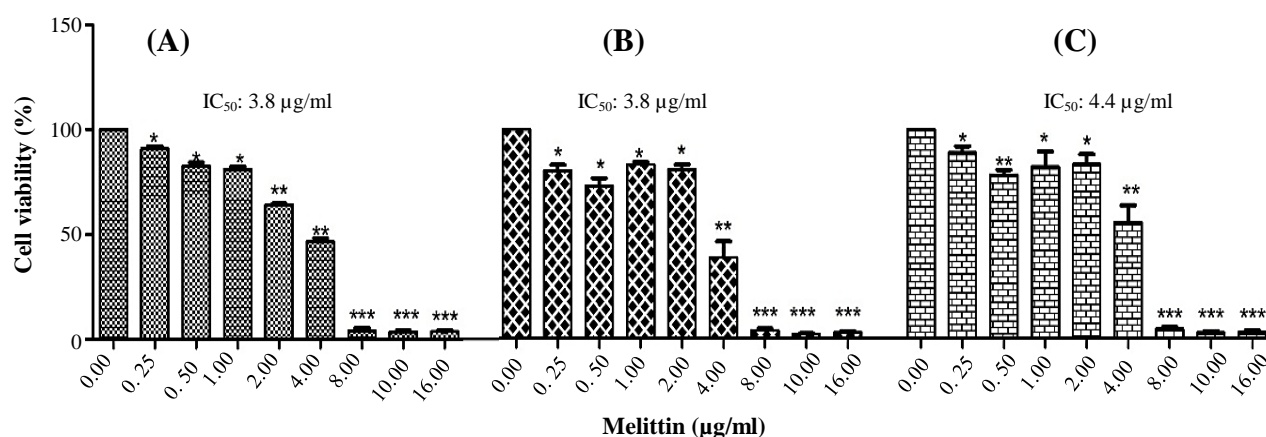 150
(A) (B) (C)
IC₅₀: 3.8 µg/ml IC₅₀: 3.8 µg/ml IC₅₀: 4.4 µg/ml
Cell viability (%)
100
* * * ** ** *** *** ***
* * * * ** *** *** ***
* ** * * ** *** *** ***
50
0
0.00 0. 25 0. 50 1.00 2.00 4.00 8.00 10.00 16.00
0.00 0. 25 0. 50 1.00 2.00 4.00 8.00 10.00 16.00
0.00 0. 25 0. 50 1.00 2.00 4.00 8.00 10.00 16.00
Melittin (µg/ml)